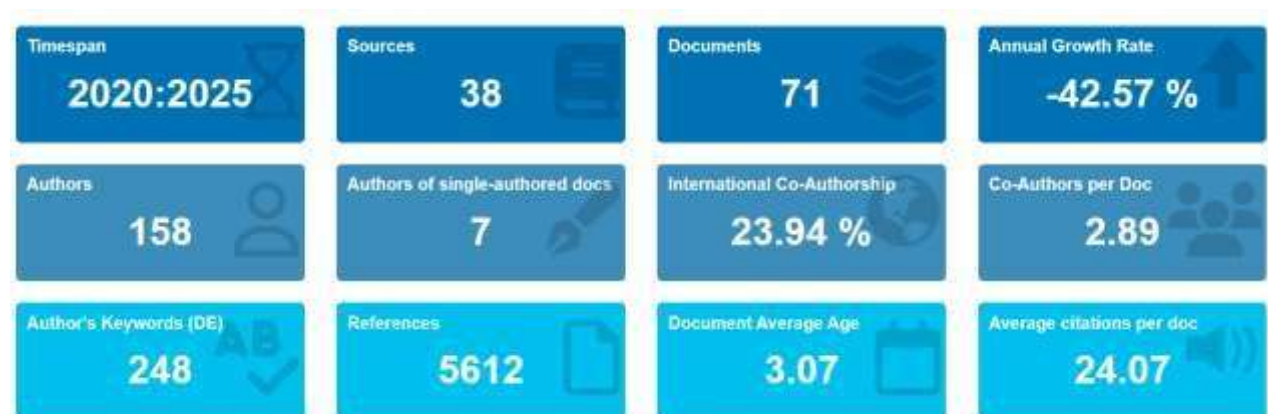 Timespan
2020:2025
Sources
38
Documents
71
Annual Growth Rate
-42.57 %
Authors
158
Authors of single-authored docs
7
International Co-Authorship
23.94 %
Co-Authors per Doc
2.89
Author's Keywords (DE)
AB
248
References
5612
Document Average Age
3.07
Average citations per doc
24.07